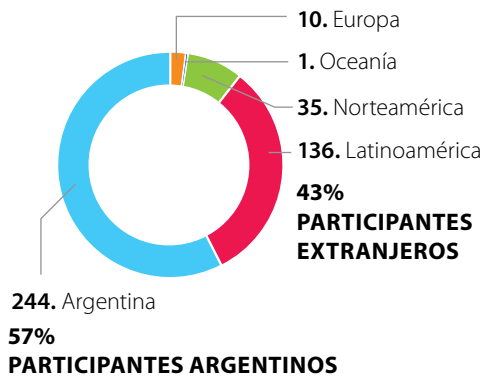 10. Europa
1. Oceanía
35. Norteamérica
136. Latinoamérica
43%
PARTICIPANTES
EXTRANJEROS
244. Argentina
57%
PARTICIPANTES ARGENTINOS